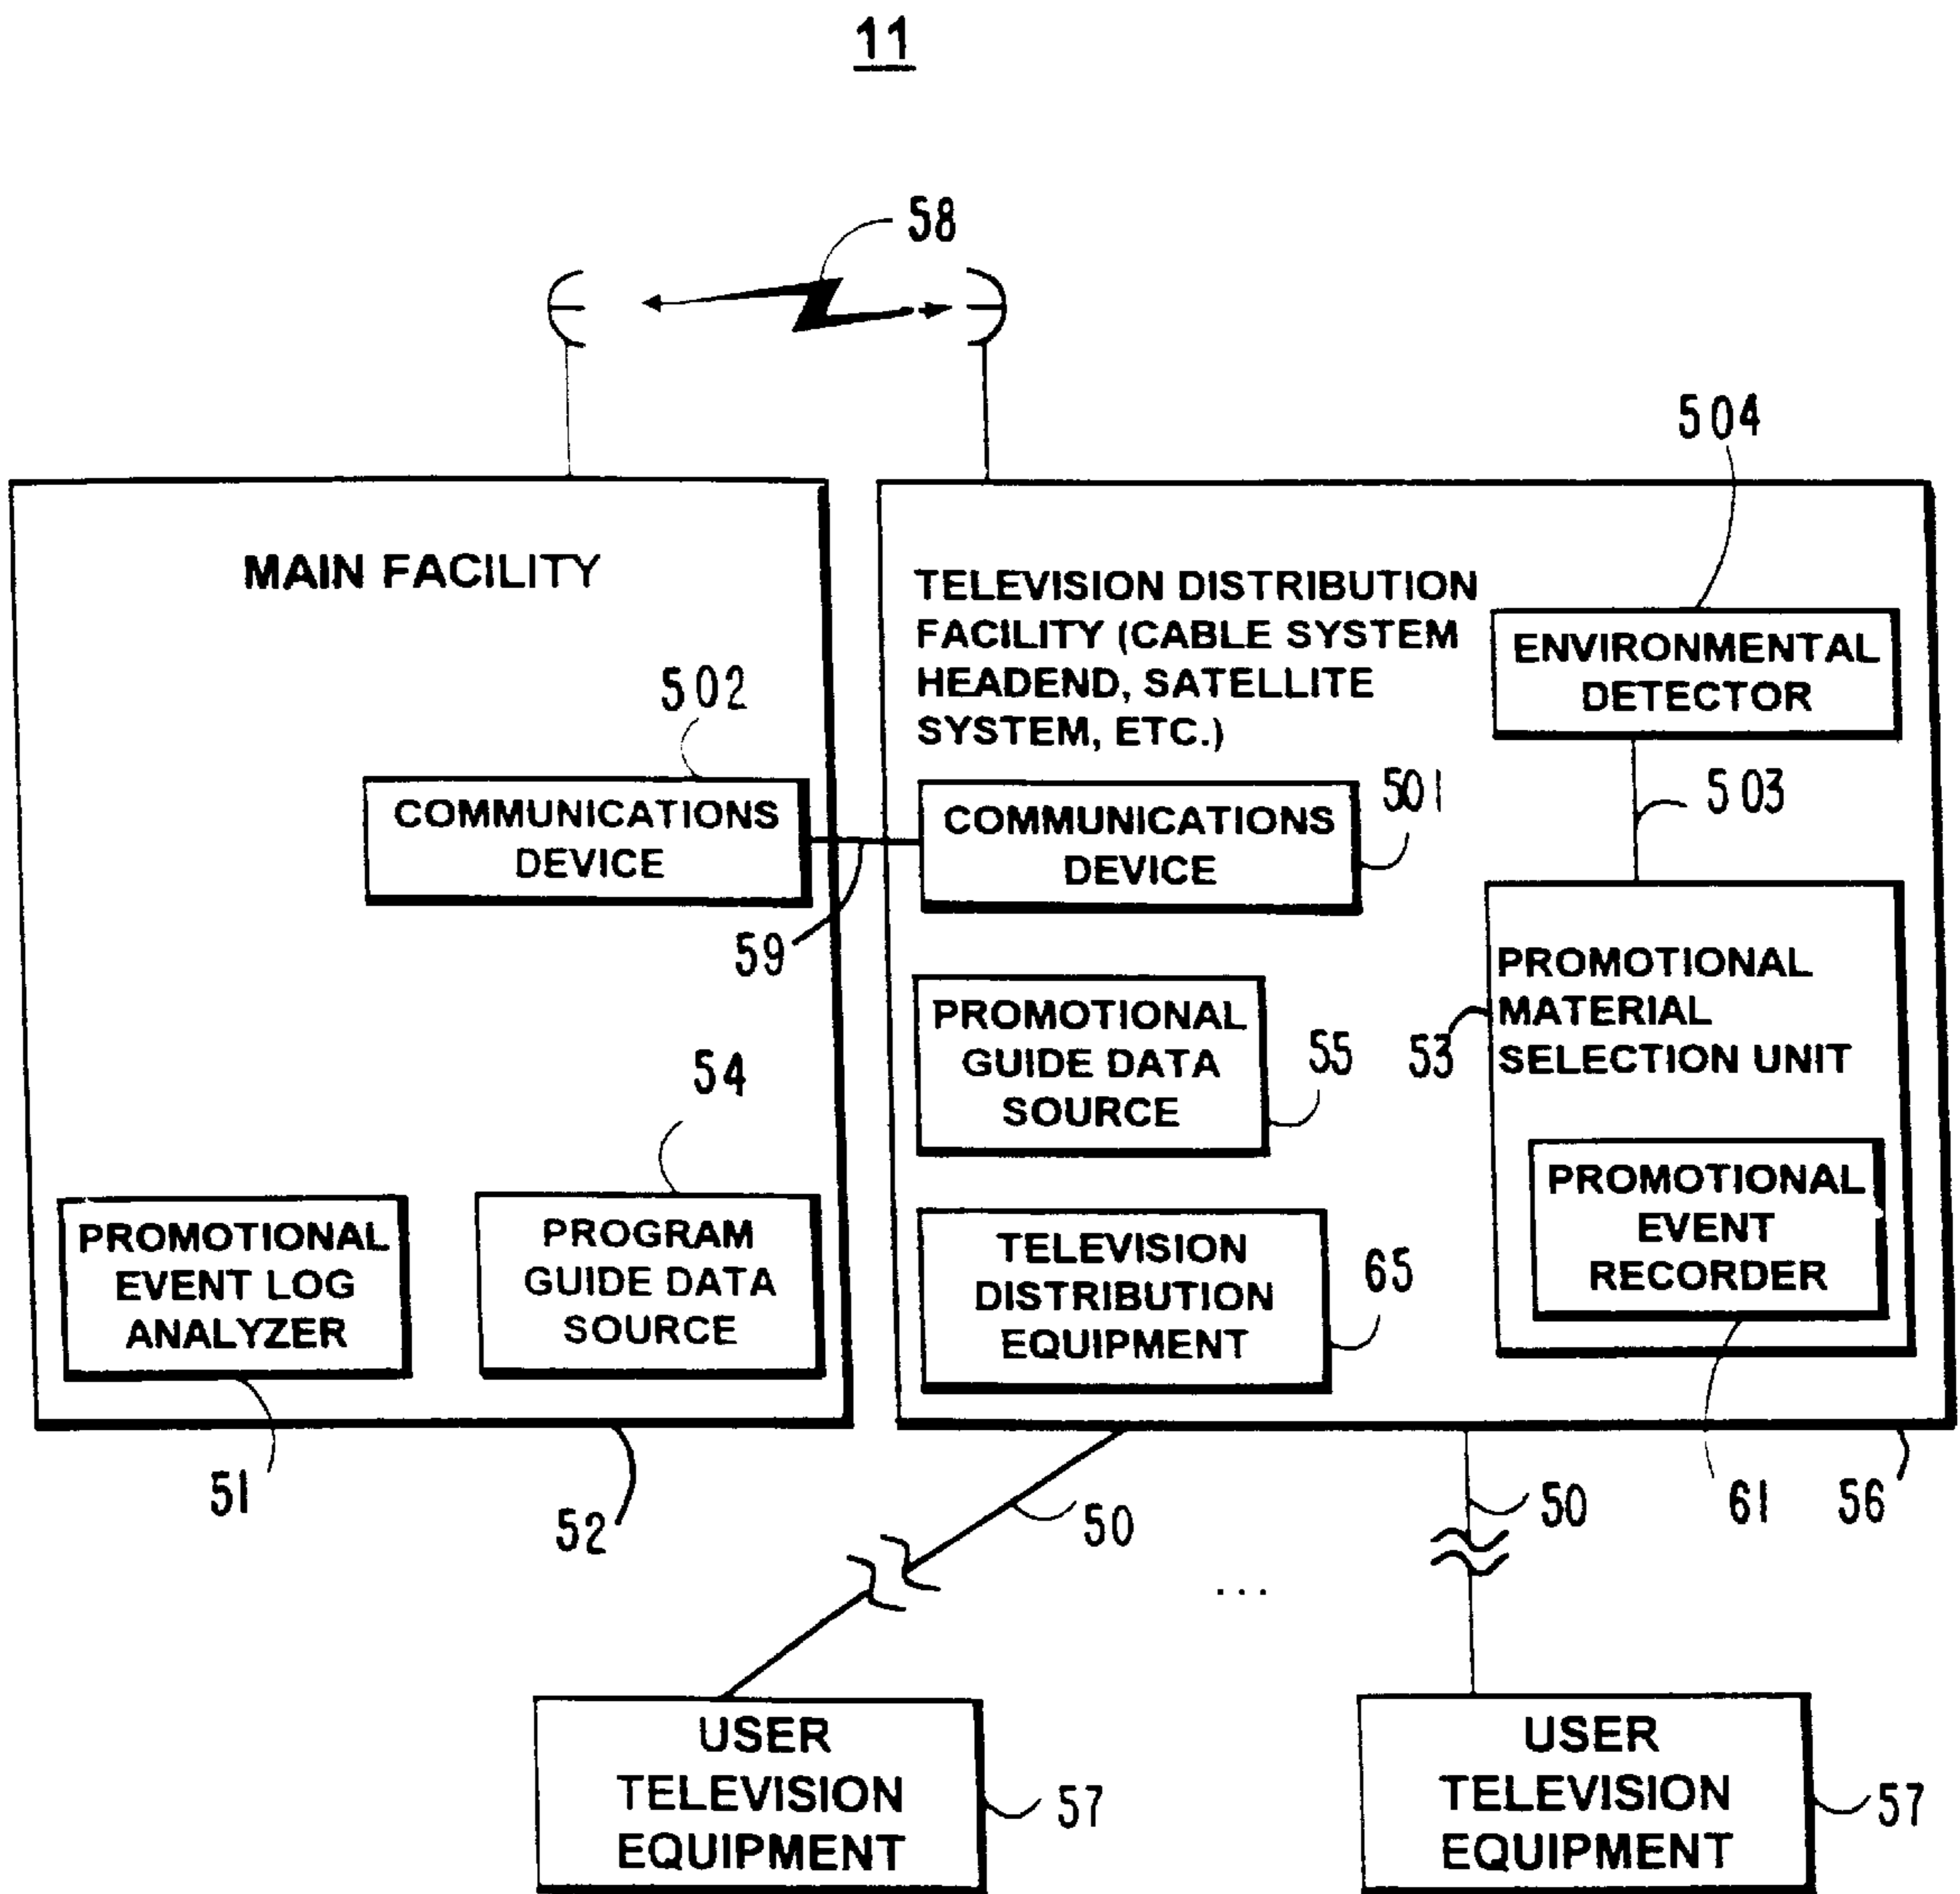 11
58
504
MAIN FACILITY
TELEVISION DISTRIBUTION
FACILITY (CABLE SYSTEM
HEADEND, SATELLITE
SYSTEM, ETC.)
ENVIRONMENTAL
DETECTOR
502
503
COMMUNICATIONS
DEVICE
COMMUNICATIONS
DEVICE
501
59
PROMOTIONAL
GUIDE DATA
SOURCE
55
53
PROMOTIONAL
MATERIAL
SELECTION UNIT
54
PROMOTIONAL
EVENT LOG
ANALYZER
PROGRAM
GUIDE DATA
SOURCE
TELEVISION
DISTRIBUTION
EQUIPMENT
65
PROMOTIONAL
EVENT
RECORDER
51
52
50
50
61
56
...
USER
TELEVISION
EQUIPMENT
57
USER
TELEVISION
EQUIPMENT
57